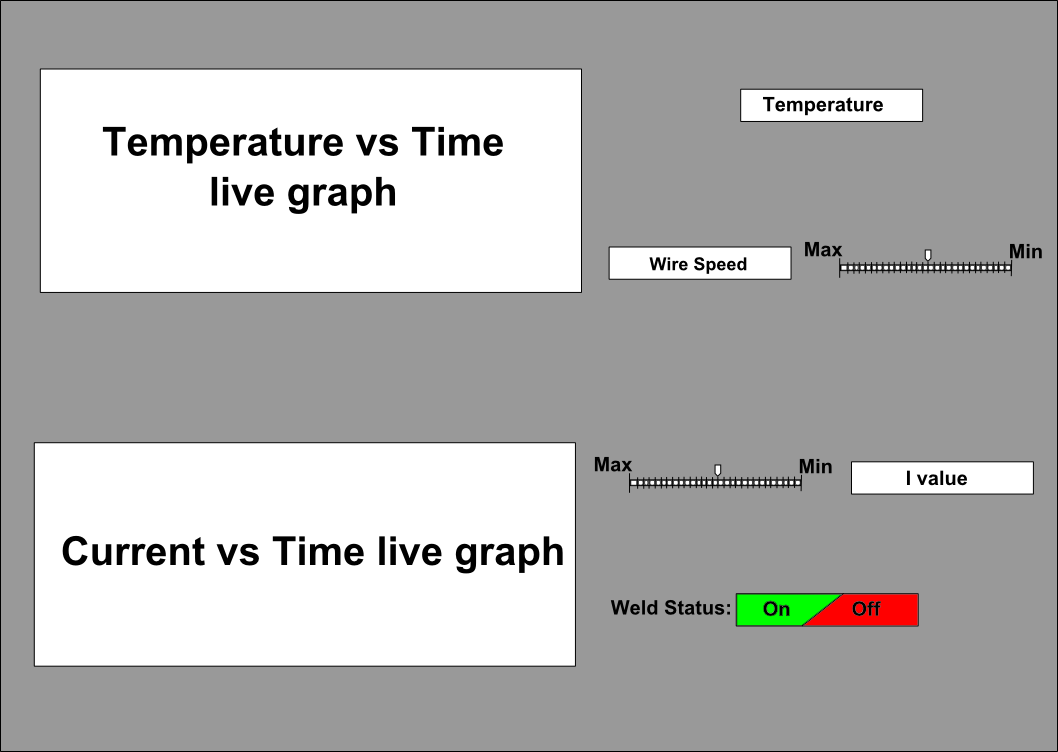 Temperature vs Time
live graph
Temperature
Wire Speed
Max
Min
Current vs Time live graph
Max
Min
I value
Weld Status:
On
Off